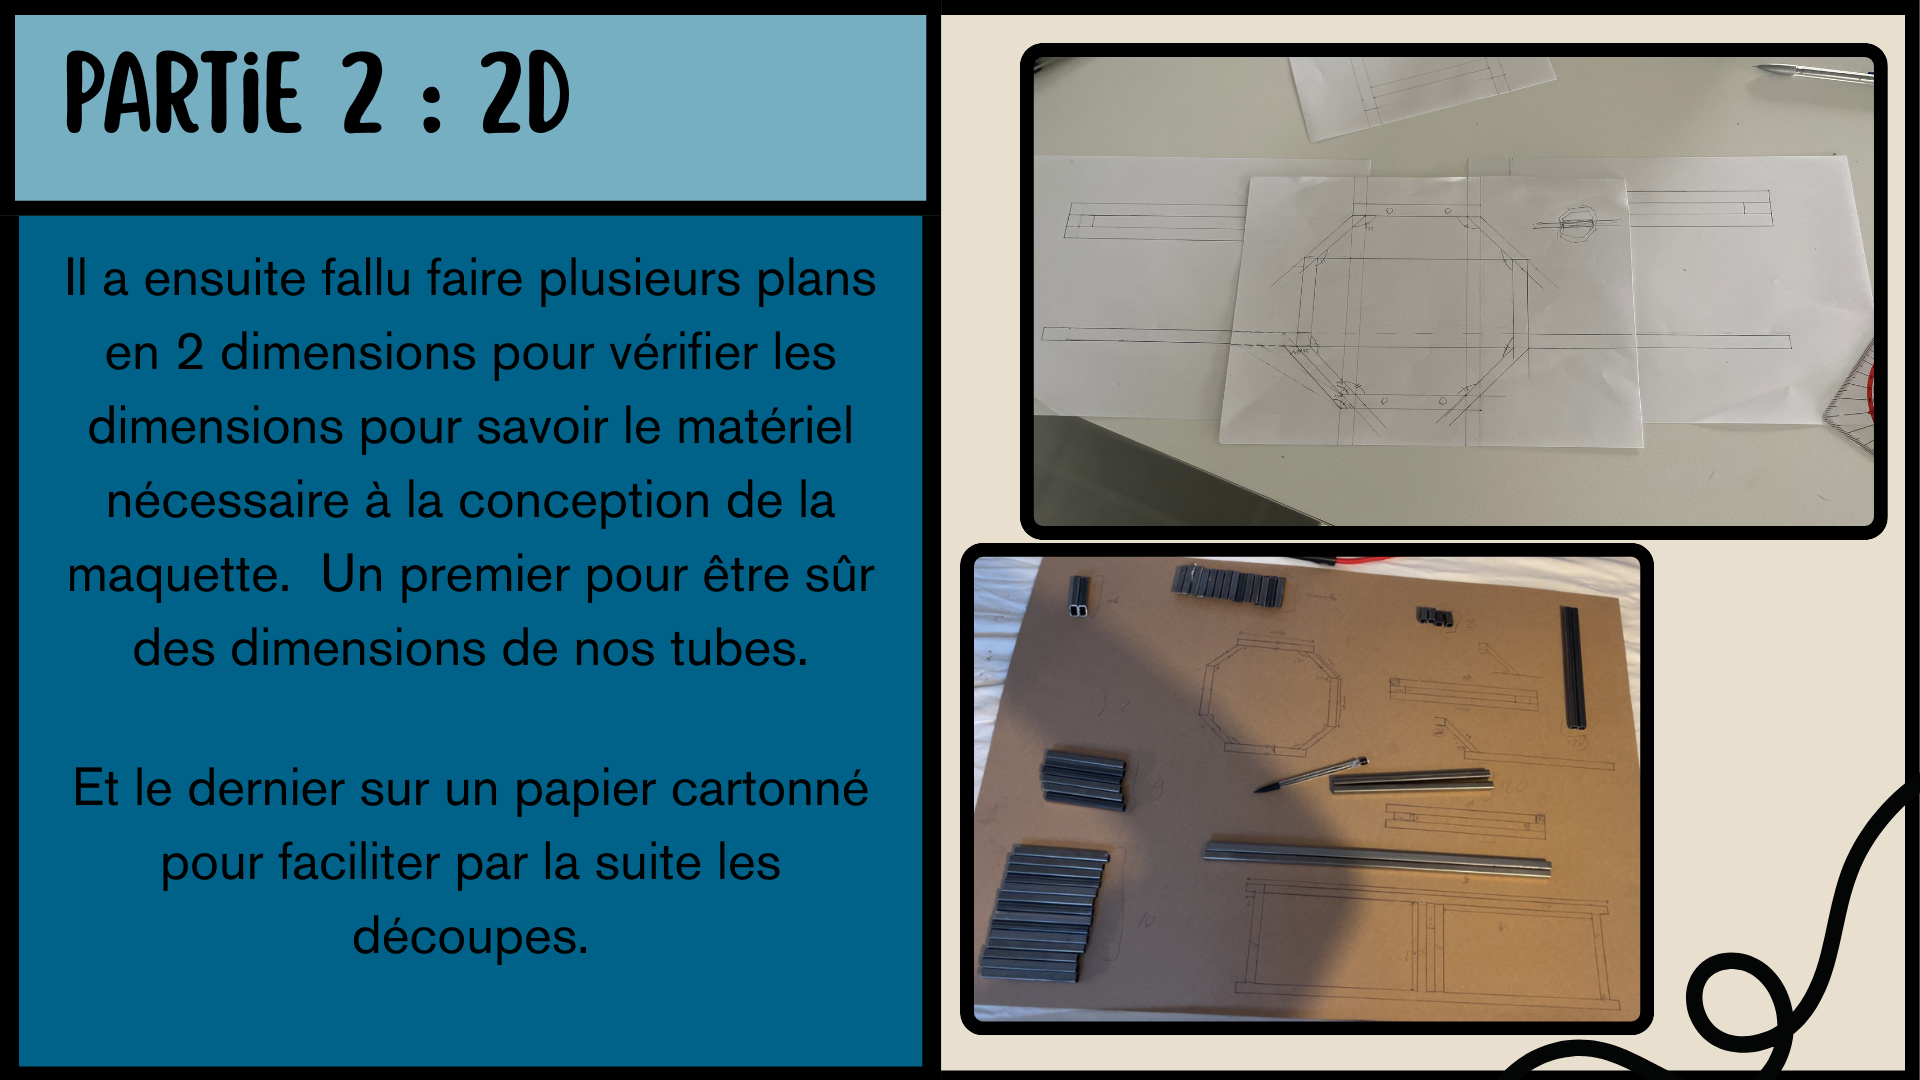 PARTiE 2 : 2D
Il a ensuite fallu faire plusieurs plans
en 2 dimensions pour vérifier les
dimensions pour savoir le matériel
nécessaire à la conception de la
maquette.  Un premier pour être sûr
des dimensions de nos tubes.
Et le dernier sur un papier cartonné
pour faciliter par la suite les
découpes.